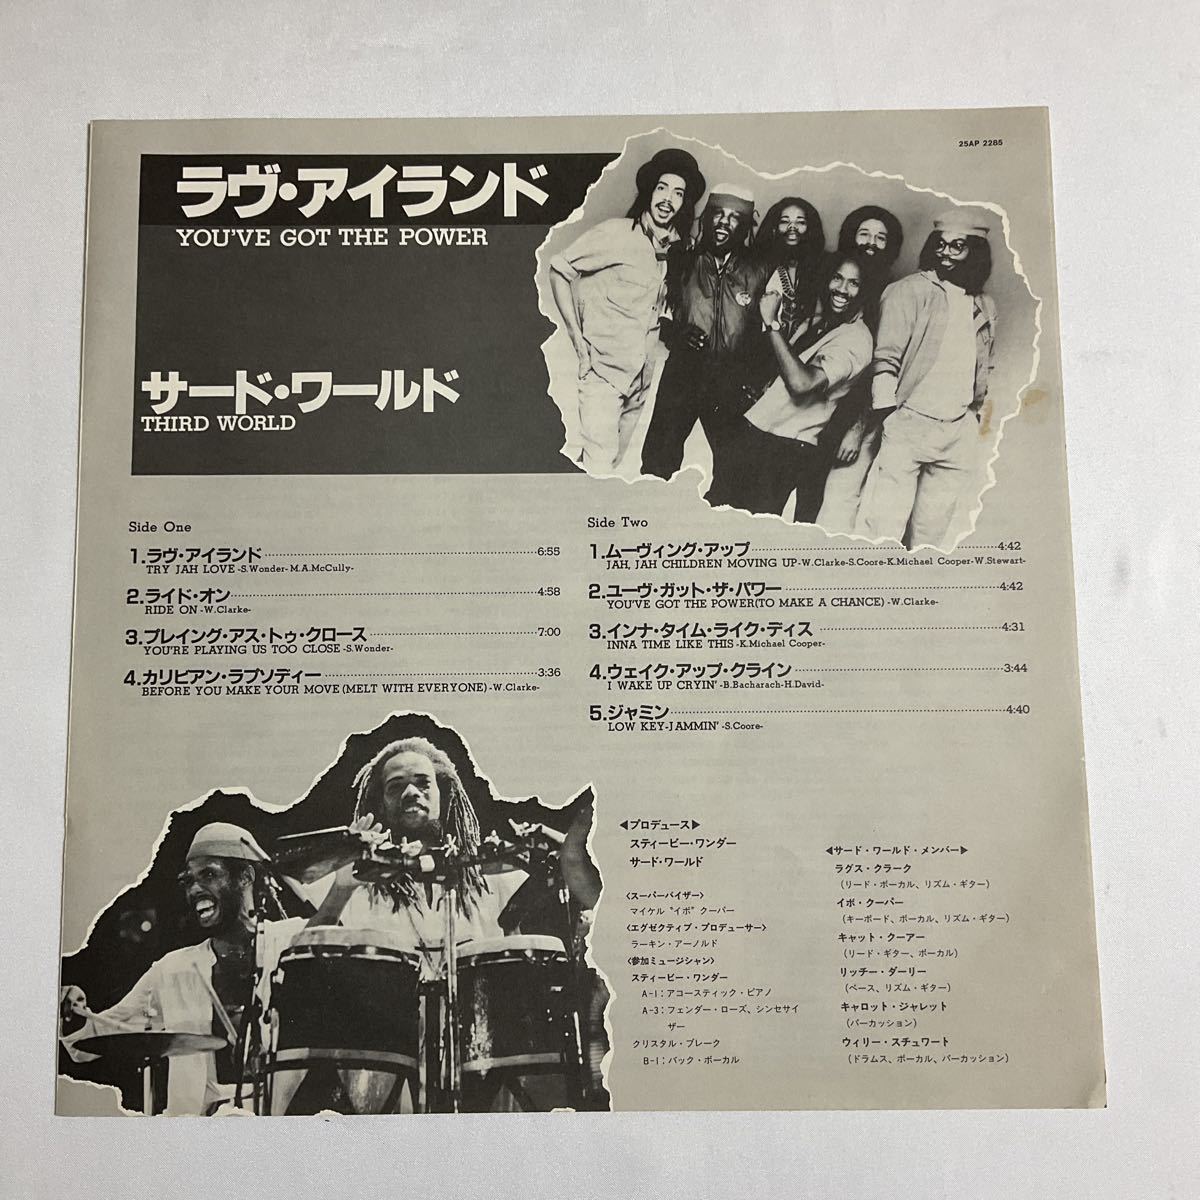 25AP 2285
ラヴ・アイランド
YOU'VE GOT THE POWER
サード・ワールド
THIRD WORLD
Side One
1.ラヴ・アイランド 6:55
TRY JAH LOVE -S.Wonder-M.A.McCully-
2.ライド・オン 4:58
RIDE ON -W.Clarke-
3.プレイング・アス・トゥ・クロース 7:00
YOU'RE PLAYING US TOO CLOSE -S.Wonder-
4.カリビアン・ラプソディー 3:36
BEFORE YOU MAKE YOUR MOVE (MELT WITH EVERYONE) -W.Clarke-
Side Two
1.ムーヴィング・アップ 4:42
JAH, JAH CHILDREN MOVING UP -W.Clarke-S.Coore-K.Michael Cooper-W.Stewart-
2.ユーヴ・ガット・ザ・パワー 4:42
YOU'VE GOT THE POWER(TO MAKE A CHANCE) -W.Clarke-
3.インナ・タイム・ライク・ディス 4:31
INNA TIME LIKE THIS -K.Michael Cooper-
4.ウェイク・アップ・クライン 3:44
I WAKE UP CRYIN' -B.Bacharach-H.David-
5.ジャミン 4:40
LOW KEY-JAMMIN' -S.Coore-
◀プロデュース▶
スティービー・ワンダー
サード・ワールド
〈スーパーバイザー〉
マイケル“イボ”クーパー
〈エグゼクティブ・プロデューサー〉
ラーキン・アーノルド
〈参加ミュージシャン〉
スティービー・ワンダー
A-1：アコースティック・ピアノ
A-3：フェンダー・ローズ、シンセサイ
ザー
クリスタル・ブレーク
B-1：バック・ボーカル
◀サード・ワールド・メンバー▶
ラグス・クラーク
（リード・ボーカル、リズム・ギター）
イボ・クーパー
（キーボード、ボーカル、リズム・ギター）
キャット・クーアー
（リード・ギター、ボーカル）
リッチー・ダーリー
（ベース、リズム・ギター）
キャロット・ジャレット
（パーカッション）
ウィリー・スチュワート
（ドラムス、ボーカル、パーカッション）